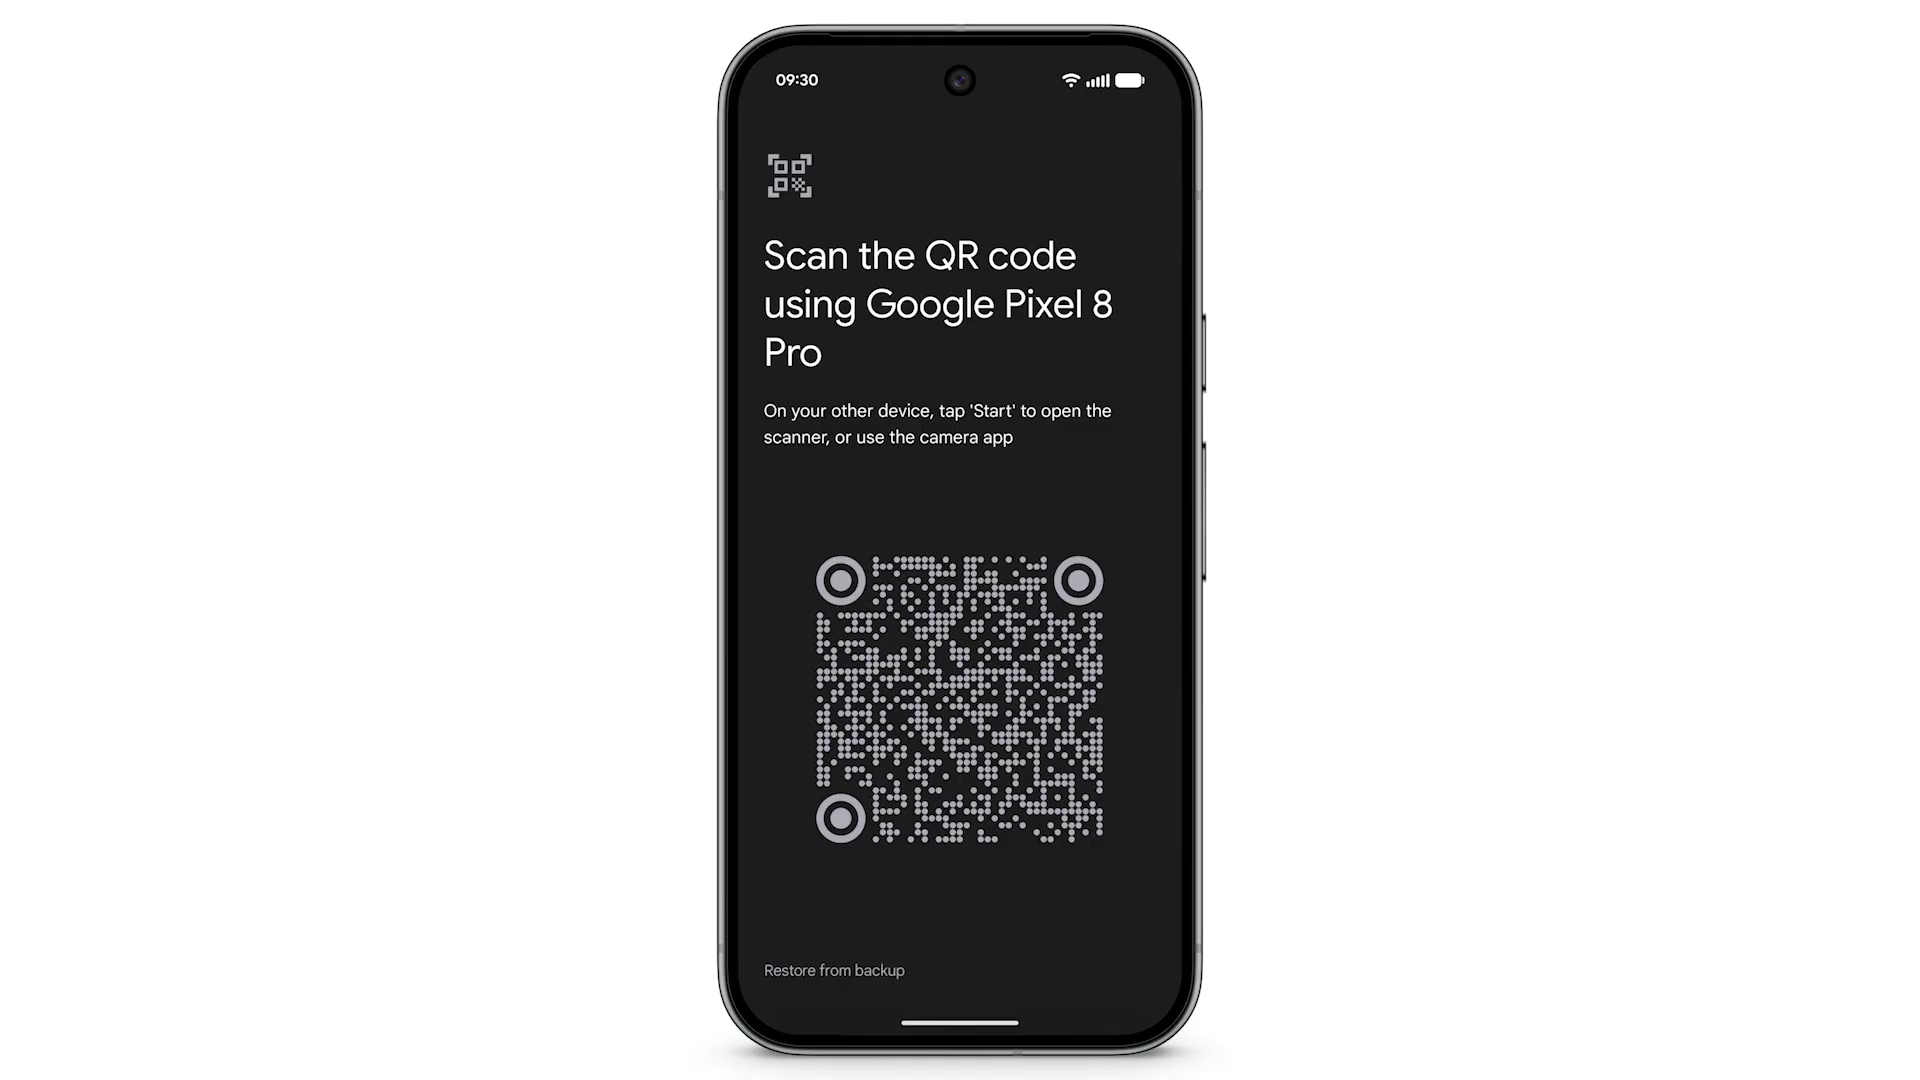 09:30
Scan the QR code
using Google Pixel 8
Pro
On your other device, tap 'Start' to open the
scanner, or use the camera app
Restore from backup